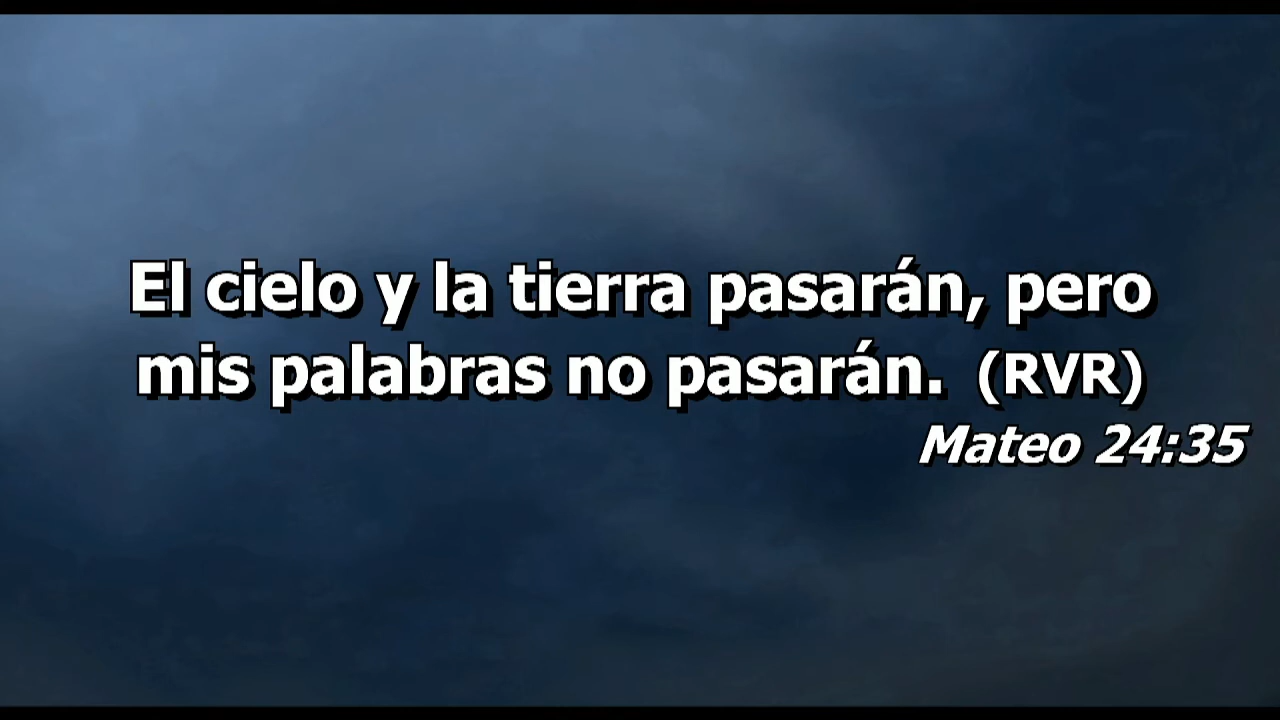 El cielo y la tierra pasarán, pero
mis palabras no pasarán. (RVR)
Mateo 24:35